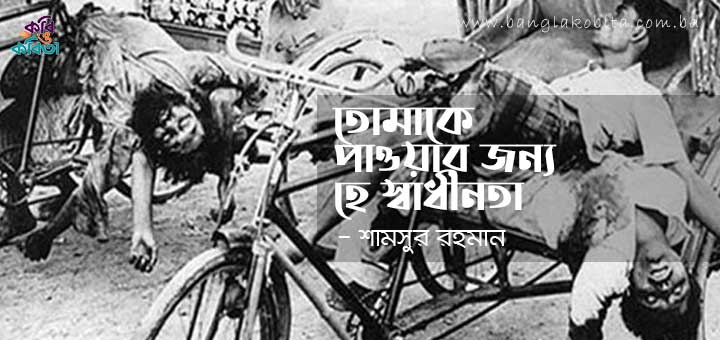 www.banglakobita.com.bd
কবি
ও
কবিতা
তোমাকে
পাওয়ার জন্য
হে স্বাধীনতা
- শামসুর রহমান